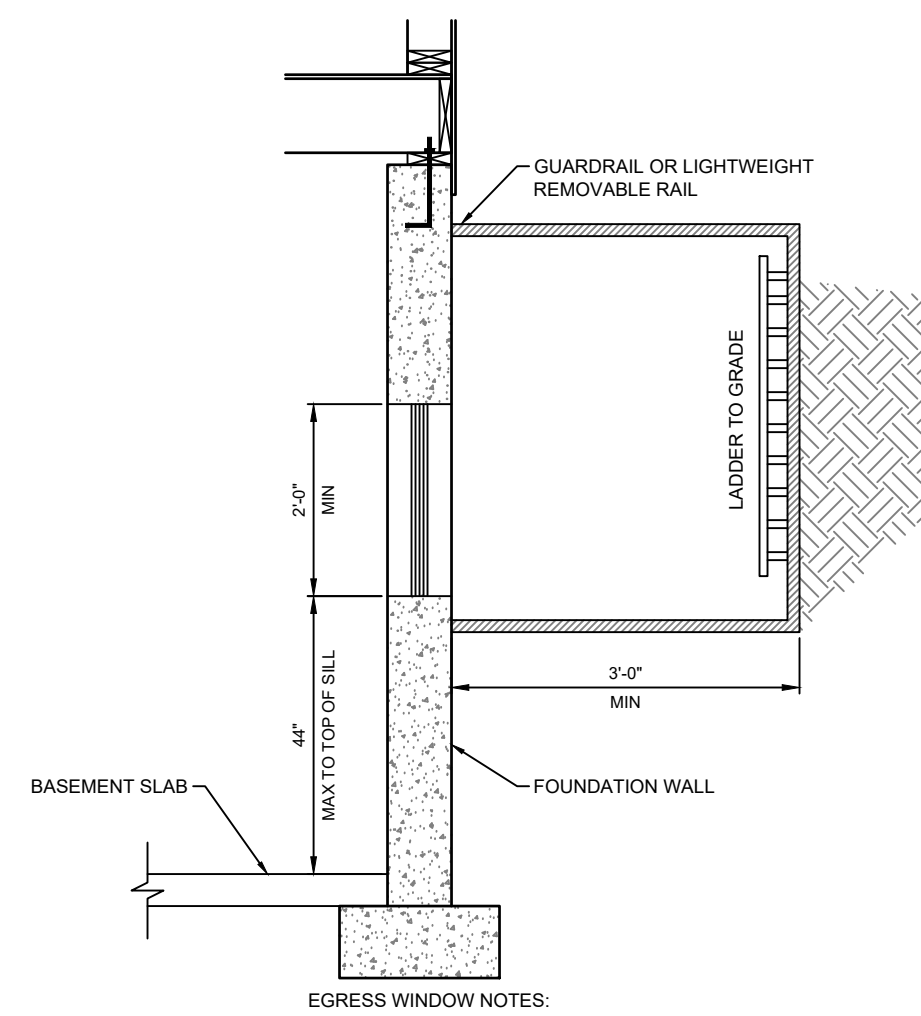 GUARDRAIL OR LIGHTWEIGHT
REMOVABLE RAIL
LADDER TO GRADE
2'-0"
MIN
44"
MAX TO TOP OF SILL
3'-0"
MIN
BASEMENT SLAB
FOUNDATION WALL
EGRESS WINDOW NOTES: